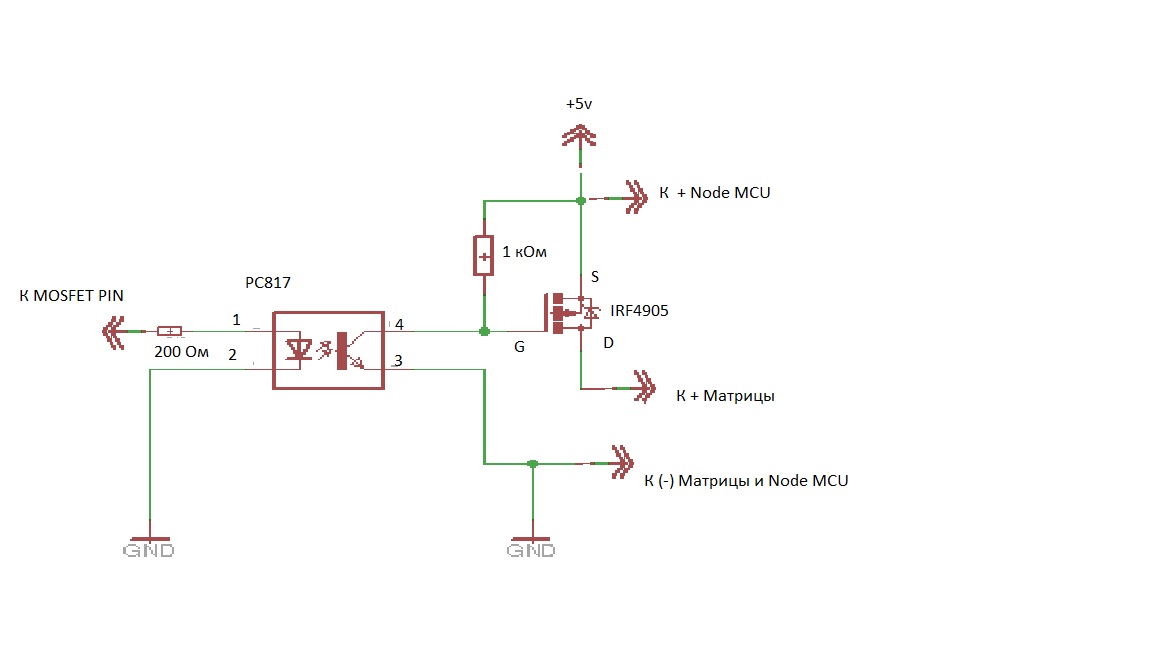 +5v
К + Node MCU
1 кОм
S
PC817
К MOSFET PIN
IRF4905
1
4
G
D
200 Ом
2
3
К + Матрицы
К (-) Матрицы и Node MCU
GND
GND